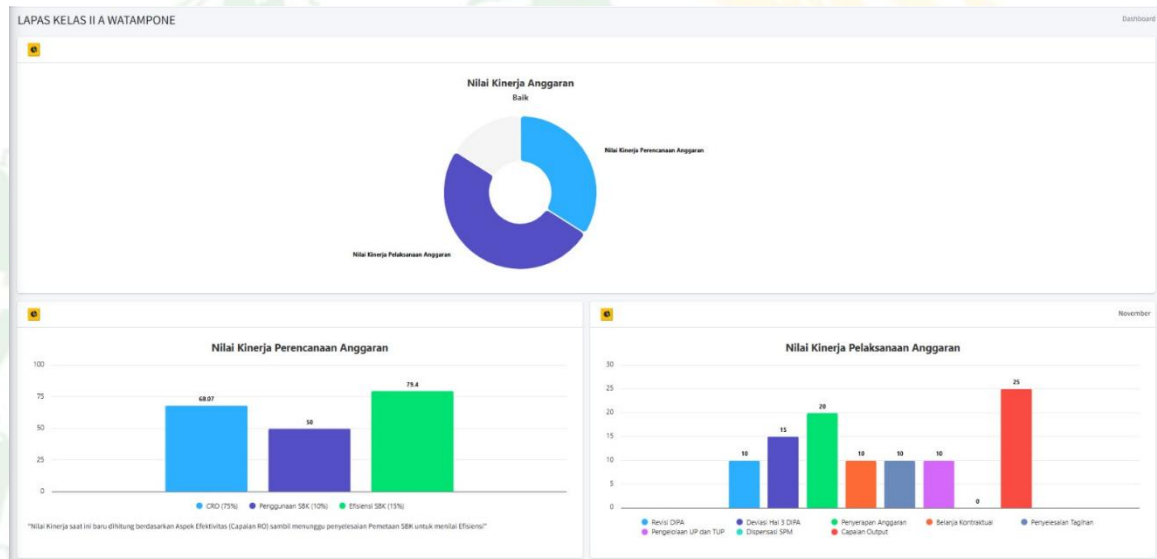 LAPAS KELAS II A WATAMPONE
Dashboard
Nilai Kinerja Anggaran
Baik
Nilai Kinerja Perencanaan Anggaran
Nilai Kinerja Pelaksanaan Anggaran
Nilai Kinerja Perencanaan Anggaran
100
75
50
25
0
68.07
50
79.4
CRO (75%) Penggunaan SBK (10%) Efisiensi SBK (15%)
"Nilai Kinerja saat ini baru dihitung berdasarkan Aspek Efektivitas (Capaian RO) sambil menunggu penyelesaian Pemetaan SBK untuk menilai Efisiensi"
November
Nilai Kinerja Pelaksanaan Anggaran
30
25
20
15
10
5
0
10
15
20
10
10
10
0
25
Revisi DIPA Deviasi Hal 3 DIPA Penyerapan Anggaran Belanja Kontraktual Penyelesaian Tagihan
Pengelolaan UP dan TUP Dispensasi SPM Capaian Output